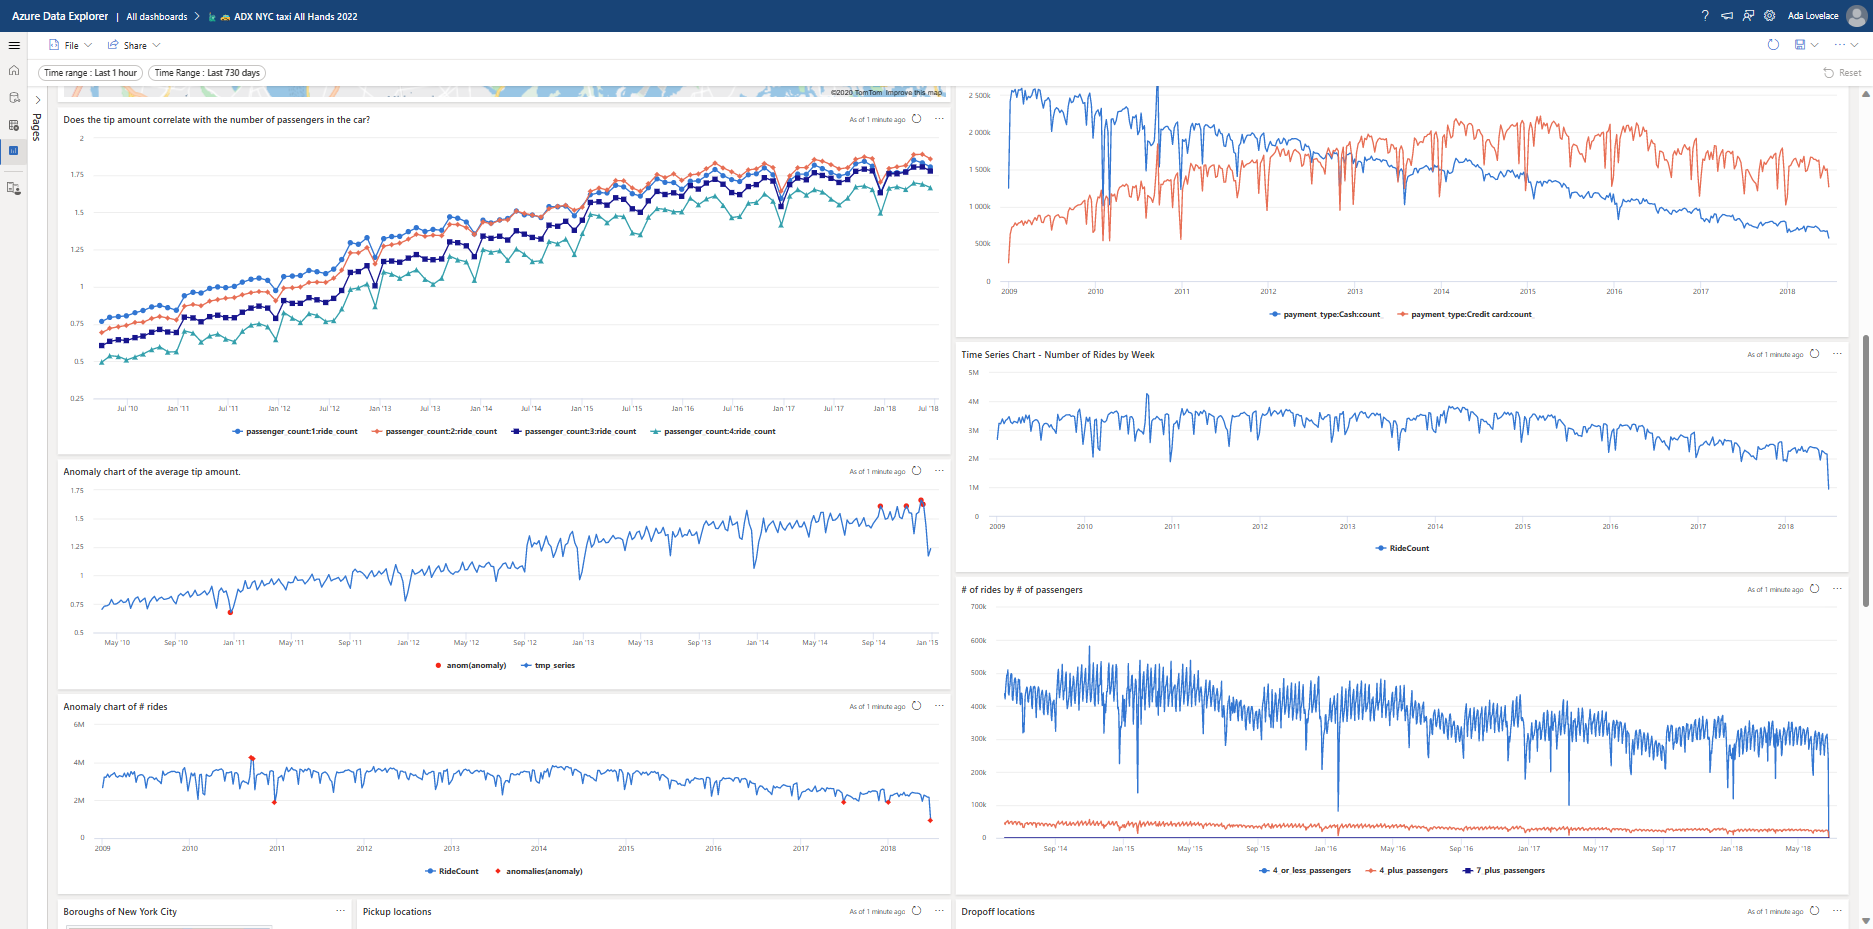 Azure Data Explorer | All dashboards > ADX NYC taxi All Hands 2022
? Ada Lovelace
File Share
Time range : Last 1 hour Time Range : Last 730 days Reset
Pages
©2020 TomTom Improve this map
Does the tip amount correlate with the number of passengers in the car? As of 1 minute ago
2
1.75
1.5
1.25
1
0.75
0.5
0.25
Jul '10 Jan '11 Jul '11 Jan '12 Jul '12 Jan '13 Jul '13 Jan '14 Jul '14 Jan '15 Jul '15 Jan '16 Jul '16 Jan '17 Jul '17 Jan '18 Jul '18
passenger_count:1:ride_count passenger_count:2:ride_count passenger_count:3:ride_count passenger_count:4:ride_count
Anomaly chart of the average tip amount. As of 1 minute ago
1.75
1.5
1.25
1
0.75
0.5
May '10 Sep '10 Jan '11 May '11 Sep '11 Jan '12 May '12 Sep '12 Jan '13 May '13 Sep '13 Jan '14 May '14 Sep '14 Jan '15
anom(anomaly) tmp_series
Anomaly chart of # rides As of 1 minute ago
6M
4M
2M
0
2009 2010 2011 2012 2013 2014 2015 2016 2017 2018
RideCount anomalies(anomaly)
Boroughs of New York City
Pickup locations As of 1 minute ago
2 500k
2 000k
1 500k
1 000k
500k
0
2009 2010 2011 2012 2013 2014 2015 2016 2017 2018
payment_type:Cash:count payment_type:Credit card:count
Time Series Chart - Number of Rides by Week As of 1 minute ago
5M
4M
3M
2M
1M
0
2009 2010 2011 2012 2013 2014 2015 2016 2017 2018
RideCount
# of rides by # of passengers As of 1 minute ago
700k
600k
500k
400k
300k
200k
100k
0
Sep '14 Jan '15 May '15 Sep '15 Jan '16 May '16 Sep '16 Jan '17 May '17 Sep '17 Jan '18 May '18
4_or_less_passengers 4_plus_passengers 7_plus_passengers
Dropoff locations As of 1 minute ago